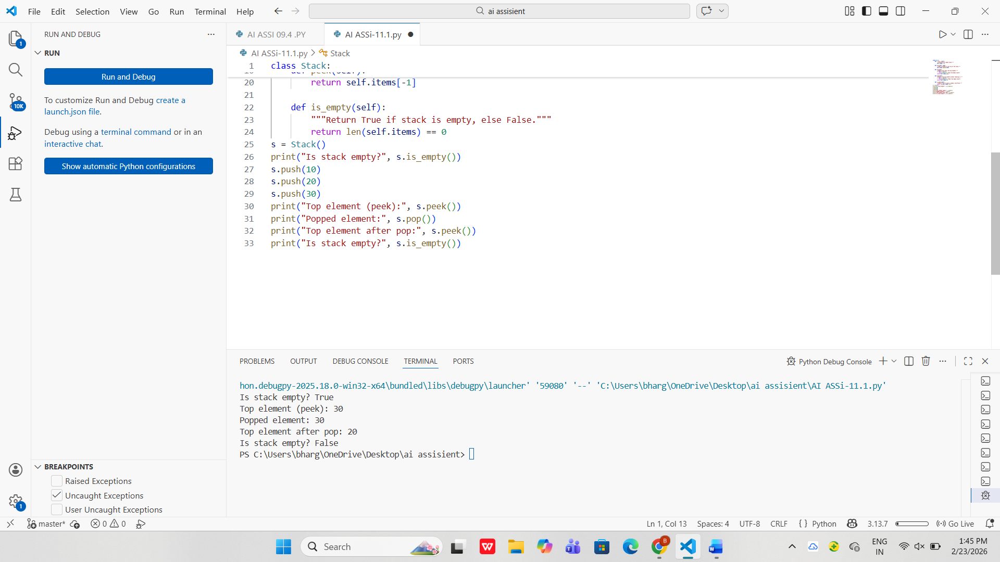 File Edit Selection View Go Run Terminal Help
ai assisient
RUN AND DEBUG
RUN
Run and Debug
To customize Run and Debug create a
launch.json file.
Debug using a terminal command or in an
interactive chat.
Show automatic Python configurations
1
10K
AI ASSI 09.4 .PY
AI ASSi-11.1.py
AI ASSi-11.1.py > Stack
1 class Stack:
20 return self.items[-1]
21
22 def is_empty(self):
23 """Return True if stack is empty, else False."""
24 return len(self.items) == 0
25 s = Stack()
26 print("Is stack empty?", s.is_empty())
27 s.push(10)
28 s.push(20)
29 s.push(30)
30 print("Top element (peek):", s.peek())
31 print("Popped element:", s.pop())
32 print("Top element after pop:", s.peek())
33 print("Is stack empty?", s.is_empty())
PROBLEMS OUTPUT DEBUG CONSOLE TERMINAL PORTS
Python Debug Console
hon.debugpy-2025.18.0-win32-x64\bundled\libs\debugpy\launcher' '59080' '--' 'C:\Users\bharg\OneDrive\Desktop\ai assisient\AI ASSi-11.1.py'
Is stack empty? True
Top element (peek): 30
Popped element: 30
Top element after pop: 20
Is stack empty? False
PS C:\Users\bharg\OneDrive\Desktop\ai assisient>
BREAKPOINTS
Raised Exceptions
Uncaught Exceptions
User Uncaught Exceptions
1
master* 0 0
Ln 1, Col 13 Spaces: 4 UTF-8 CRLF { } Python 3.13.7 Go Live
Search
ENG
IN
1:45 PM
2/23/2026